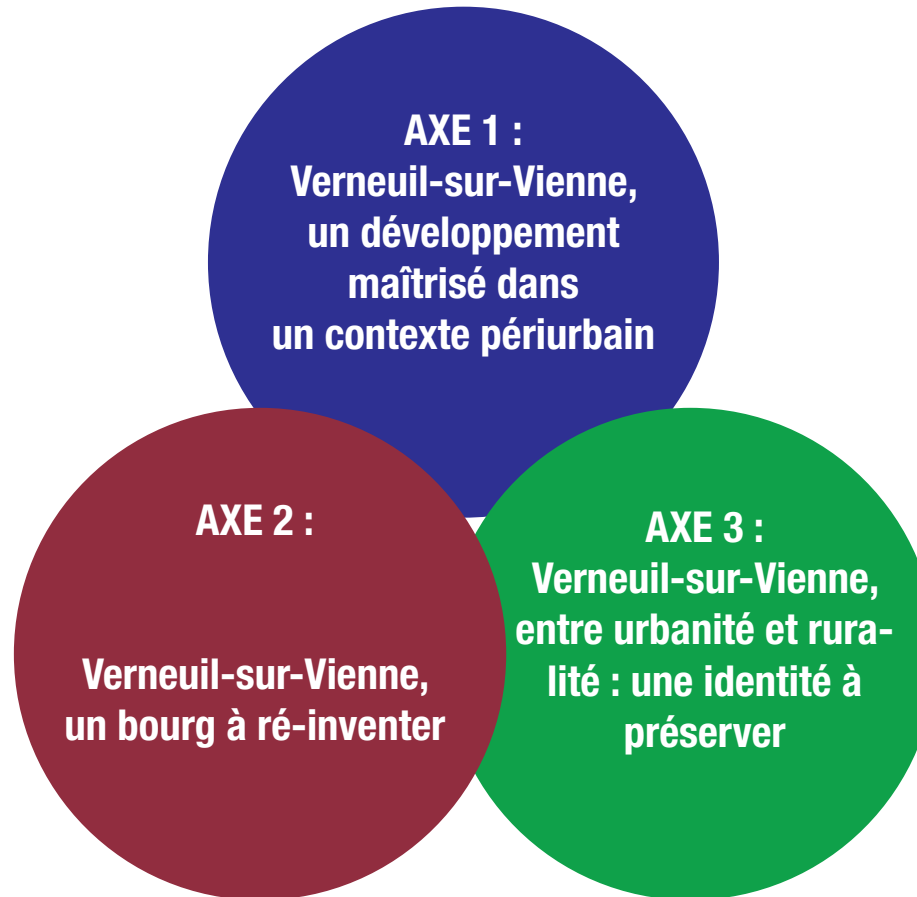 AXE 1 :
Verneuil-sur-Vienne,
un développement
maîtrisé dans
un contexte périurbain
AXE 2 :
Verneuil-sur-Vienne,
un bourg à ré-inventer
AXE 3 :
Verneuil-sur-Vienne,
entre urbanité et rura-
lité : une identité à
préserver